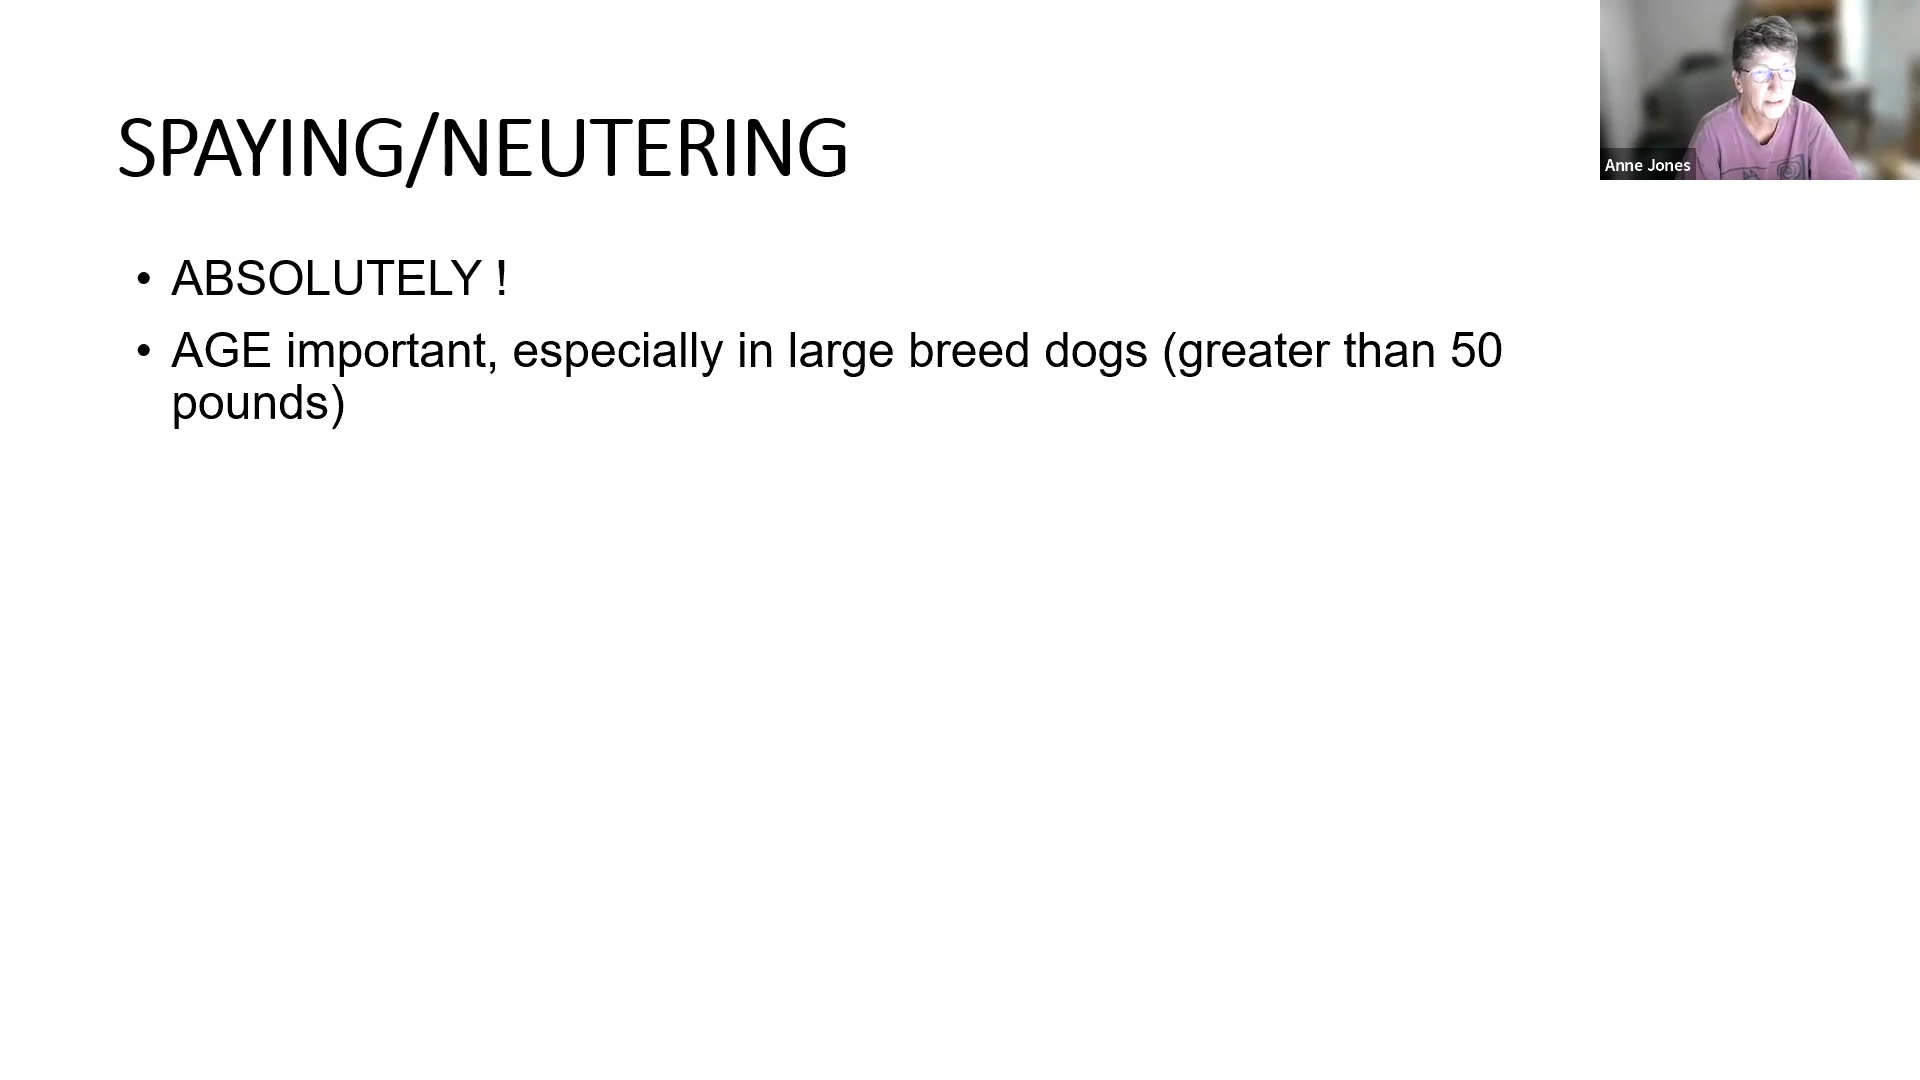 SPAYING/NEUTERING
• ABSOLUTELY !
• AGE important, especially in large breed dogs (greater than 50
pounds)
Anne Jones